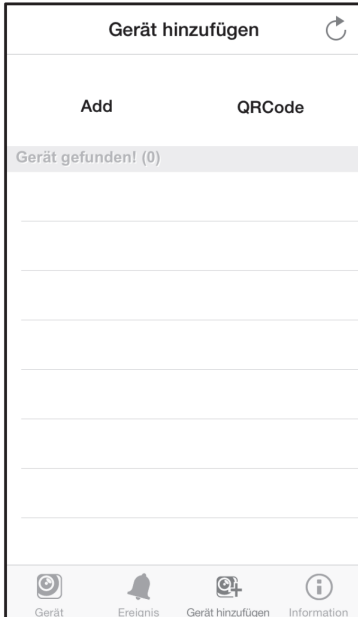 Gerät hinzufügen
Add QRCode
Gerät gefunden! (0)
Gerät Ereignis Gerät hinzufügen Information